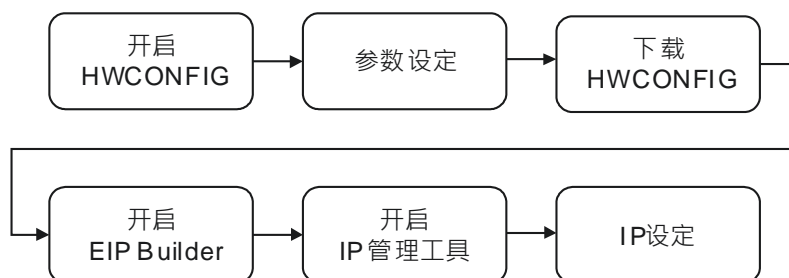 开启
HWCONFIG
参数设定
下载
HWCONFIG
开启
EIP Builder
开启
IP管理工具
IP设定